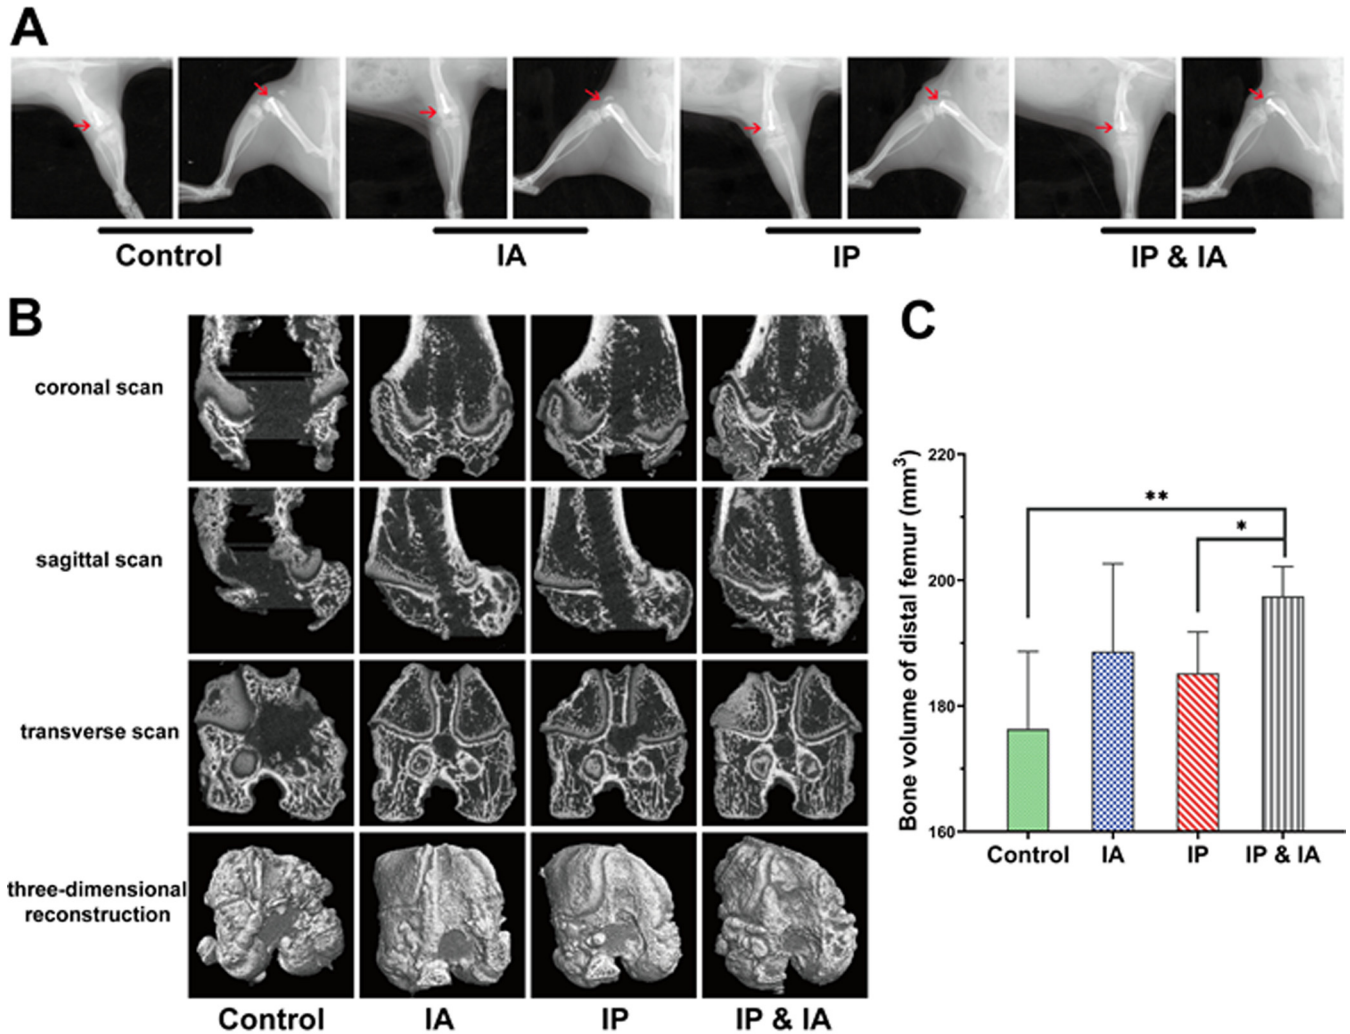 A
Control
IA
IP
IP & IA
B
coronal scan
sagittal scan
transverse scan
three-dimensional
reconstruction
Control
IA
IP
IP & IA
C
Bone volume of distal femur (mm³)
220
200
180
160
**
*
Control
IA
IP
IP & IA